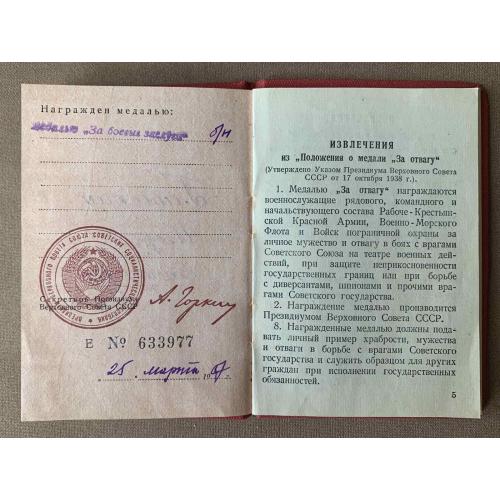 Награжден медалью:
медалью „За боевые заслуги" б/н
Секретарь Президиума
Верховного Совета СССР А. Горкин
Е № 633977
25 марта 1947 г.
ИЗВЛЕЧЕНИЯ
из „Положения о медали „За отвагу"
(Утверждено Указом Президиума Верховного Совета
СССР от 17 октября 1938 г.).
1. Медалью „За отвагу" награждаются
военнослужащие рядового, командного и
начальствующего состава Рабоче-Крестьян-
ской Красной Армии, Военно-Морского
Флота и Войск пограничной охраны за
личное мужество и отвагу в боях с врагами
Советского Союза на театре военных дей-
ствий, при защите неприкосновенности
государственных границ или при борьбе
с диверсантами, шпионами и прочими врага-
ми Советского государства.
2. Награждение медалью производится
Президиумом Верховного Совета СССР.
8. Награжденные медалью должны пода-
вать личный пример храбрости, мужества
и отваги в борьбе с врагами Советского
государства и служить образцом для других
граждан при исполнении государственных
обязанностей.
5